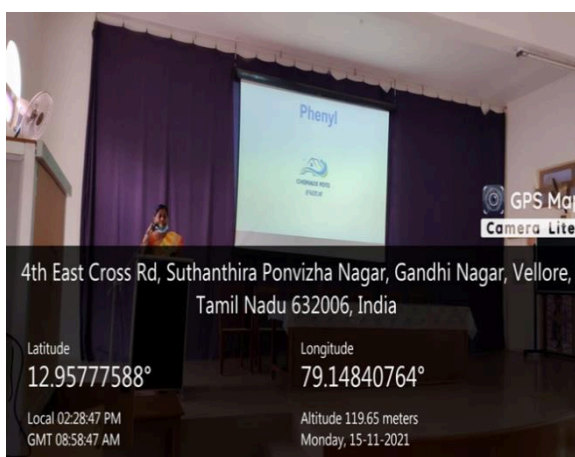 Phenyl
GPS Map
Camera Lite
4th East Cross Rd, Suthanthira Ponvizha Nagar, Gandhi Nagar, Vellore,
Tamil Nadu 632006, India
Latitude
12.95777588°
Longitude
79.14840764°
Local 02:28:47 PM
GMT 08:58:47 AM
Altitude 119.65 meters
Monday, 15-11-2021